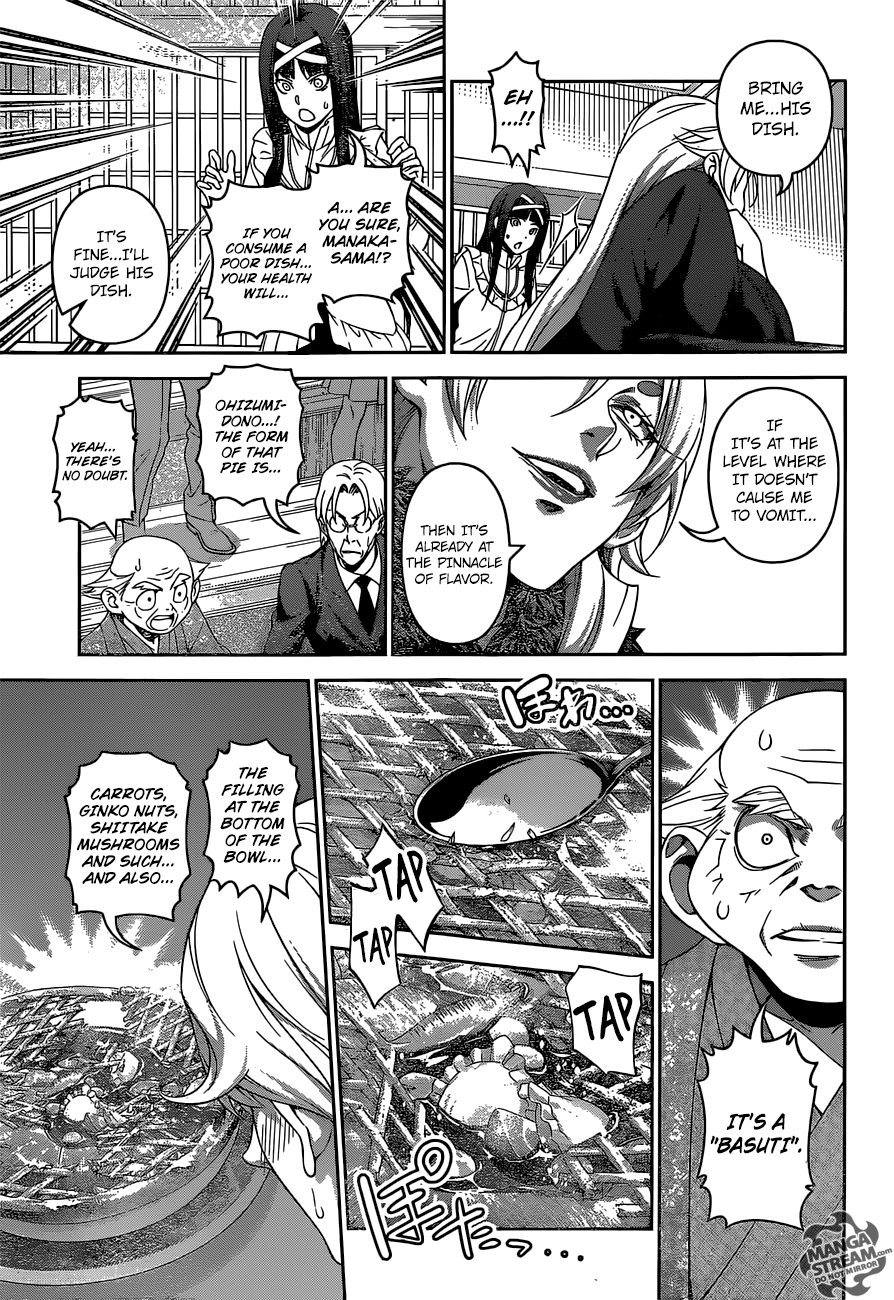 BRING
ME...HIS
DISH.
EH
...!!
A... ARE
YOU SURE,
MANAKA-
SAMA!?
IF YOU
CONSUME A
POOR DISH...
YOUR HEALTH
WILL...
IT'S
FINE...I'LL
JUDGE HIS
DISH.
IF
IT'S AT THE
LEVEL WHERE
IT DOESN'T
CAUSE ME
TO VOMIT...
THEN IT'S
ALREADY AT
THE PINNACLE
OF FLAVOR.
OHIZUMI-
DONO...!
THE FORM
OF THAT
PIE IS...
YEAH...
THERE'S
NO DOUBT.
IT'S A
"BASUTI".
ほわ...
TAP
TAP
TAP
ぽメっ...
THE
FILLING
AT THE
BOTTOM
OF THE
BOWL...
CARROTS,
GINKO NUTS,
SHIITAKE
MUSHROOMS
AND SUCH...
AND ALSO...
MANGA
STREAM.com
DO NOT MIRROR